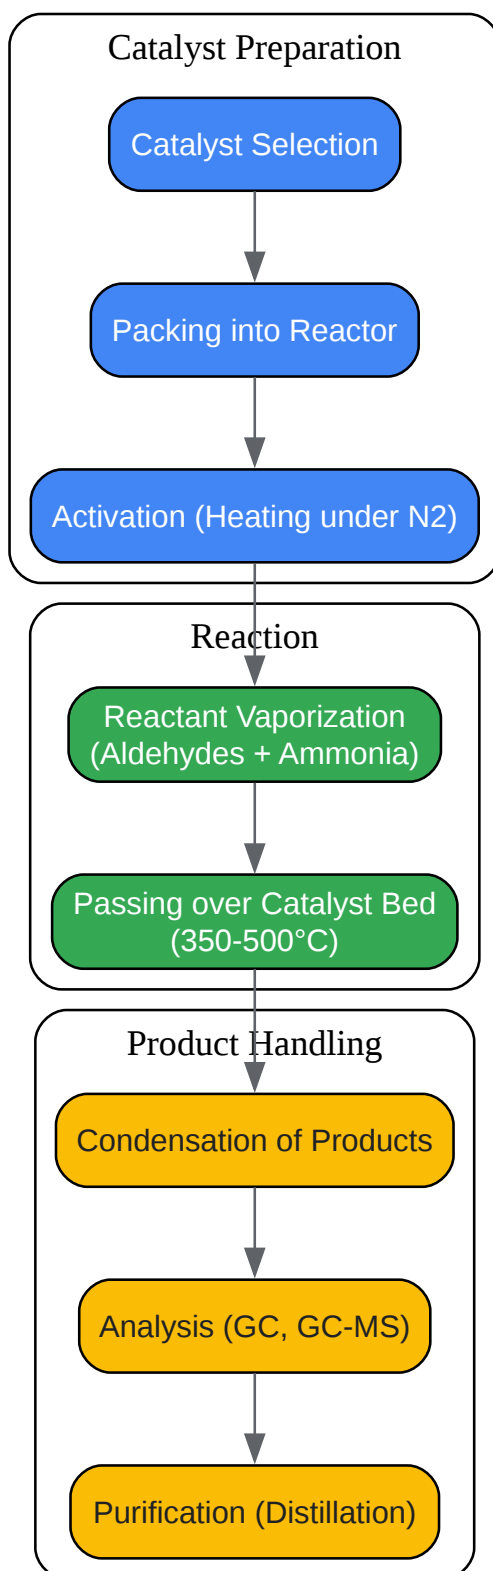 Catalyst Preparation
Catalyst Selection
Packing into Reactor
Activation (Heating under N2)
Reaction
Reactant Vaporization
(Aldehydes + Ammonia)
Passing over Catalyst Bed
(350-500°C)
Product Handling
Condensation of Products
Analysis (GC, GC-MS)
Purification (Distillation)